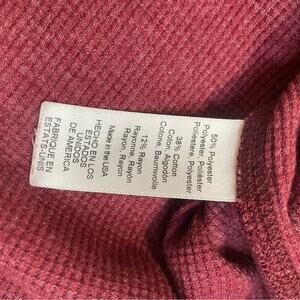 50% Polyester
Polyester, Poliéster
Poliestere, Polyester
38% Cotton
Coton, Algodón
Cotone, Baumwolle
12% Rayon
Rayonne, Rayón
Rayon, Rayon
Made in the USA
HECHO EN LOS
ESTADOS
UNIDOS
DE AMERICA
FABRIQUE EN
ETATS-UNIS